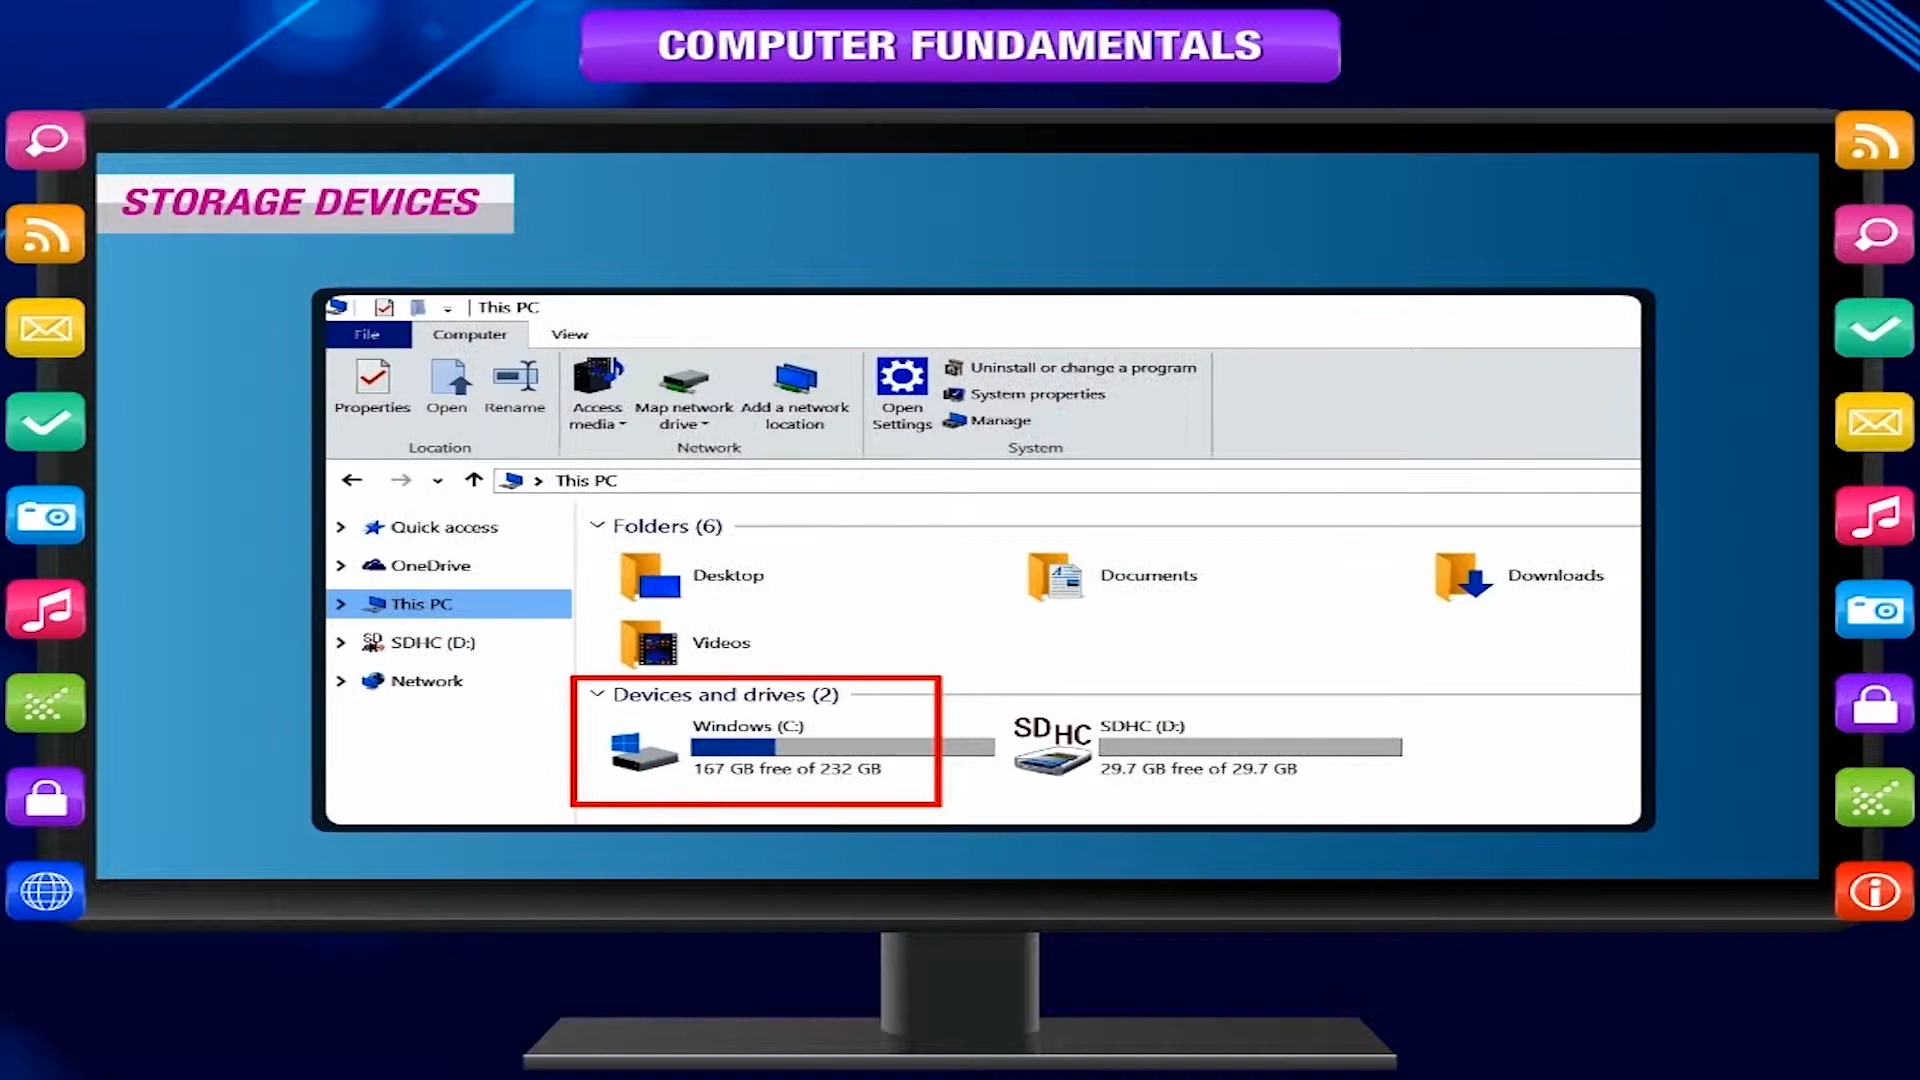 COMPUTER FUNDAMENTALS
STORAGE DEVICES
This PC
File Computer View
Properties Open Rename
Access media
Map network drive
Add a network location
Open Settings
Uninstall or change a program
System properties
Manage
Location Network System
This PC
Quick access
OneDrive
This PC
SD SDHC (D:)
Network
Folders (6)
Desktop Documents Downloads
Videos
Devices and drives (2)
Windows (C:)
167 GB free of 232 GB
SDHC SDHC (D:)
29.7 GB free of 29.7 GB